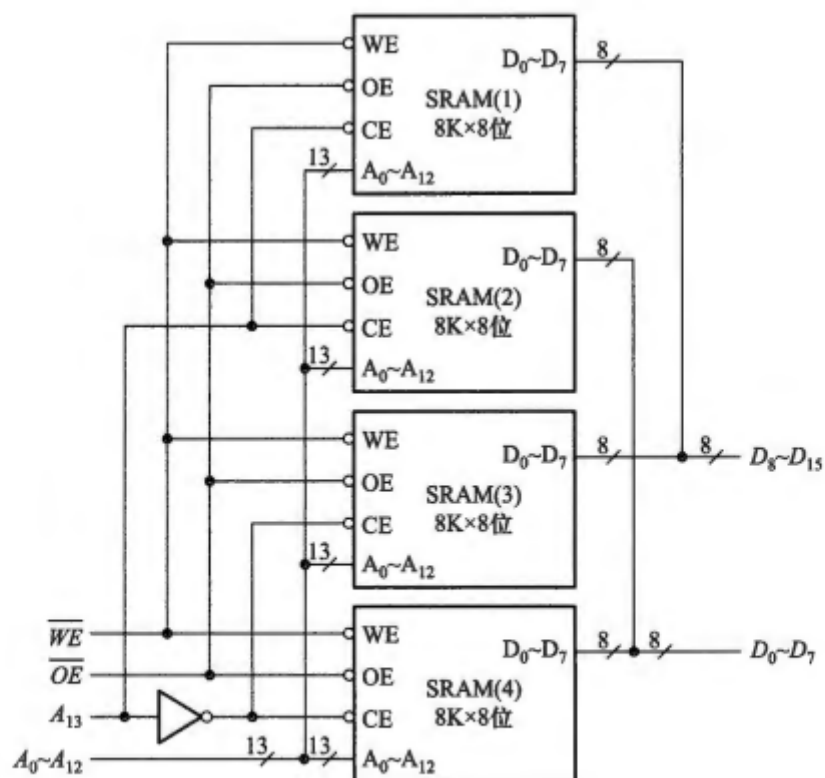 WE
D₀~D₇
8
OE
SRAM(1)
8K×8位
CE
13
A₀~A₁₂
WE
D₀~D₇
8
OE
SRAM(2)
8K×8位
CE
13
A₀~A₁₂
WE
D₀~D₇
8
8
D₈~D₁₅
OE
SRAM(3)
8K×8位
CE
13
A₀~A₁₂
W̅E̅
WE
D₀~D₇
8
8
D₀~D₇
O̅E̅
OE
SRAM(4)
8K×8位
A₁₃
CE
A₀~A₁₂
13
13
A₀~A₁₂